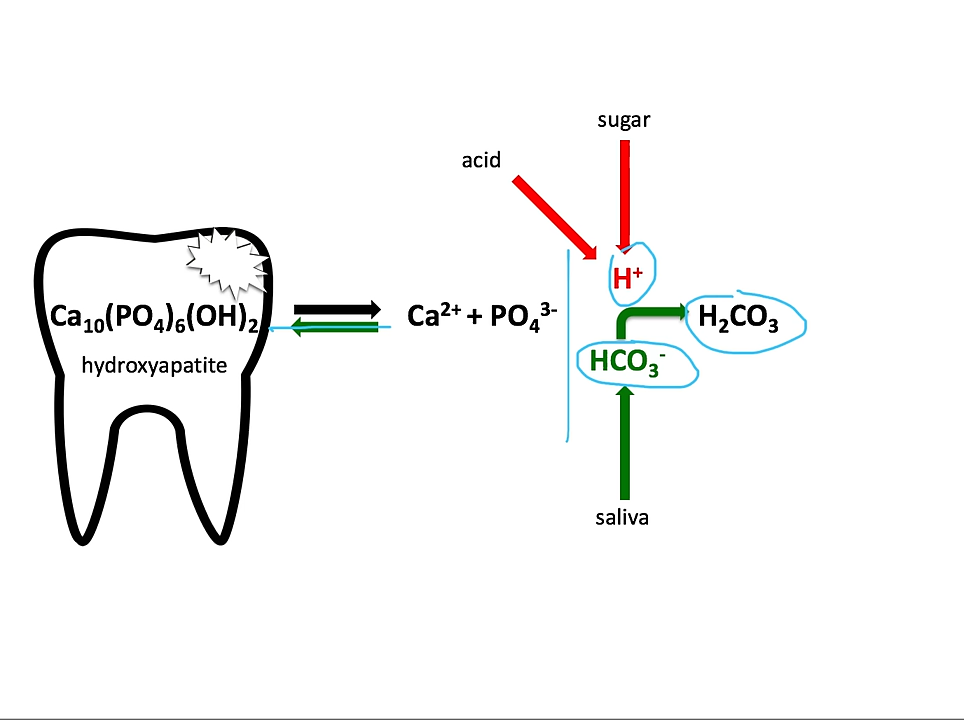 sugar
acid
H⁺
Ca₁₀(PO₄)₆(OH)₂
Ca²⁺ + PO₄³⁻
H₂CO₃
hydroxyapatite
HCO₃⁻
saliva